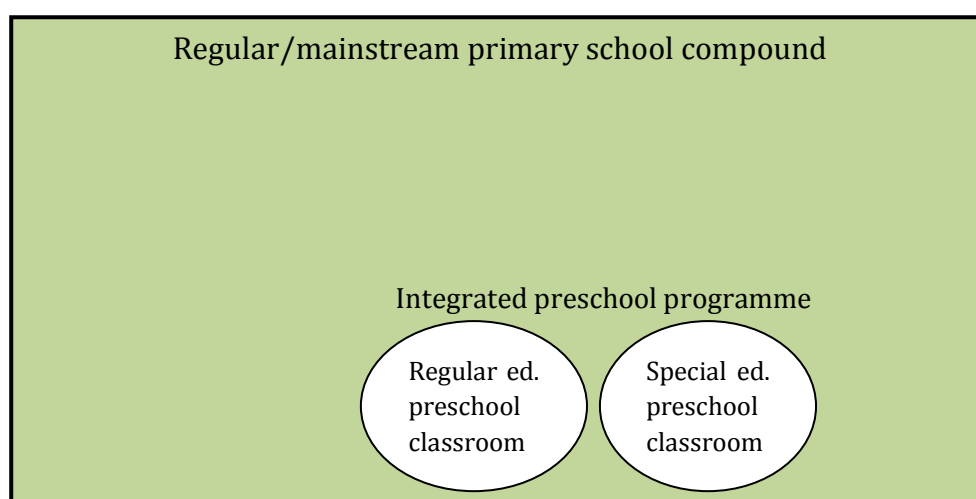 Regular/mainstream primary school compound
Integrated preschool programme
Regular ed.
preschool
classroom
Special ed.
preschool
classroom